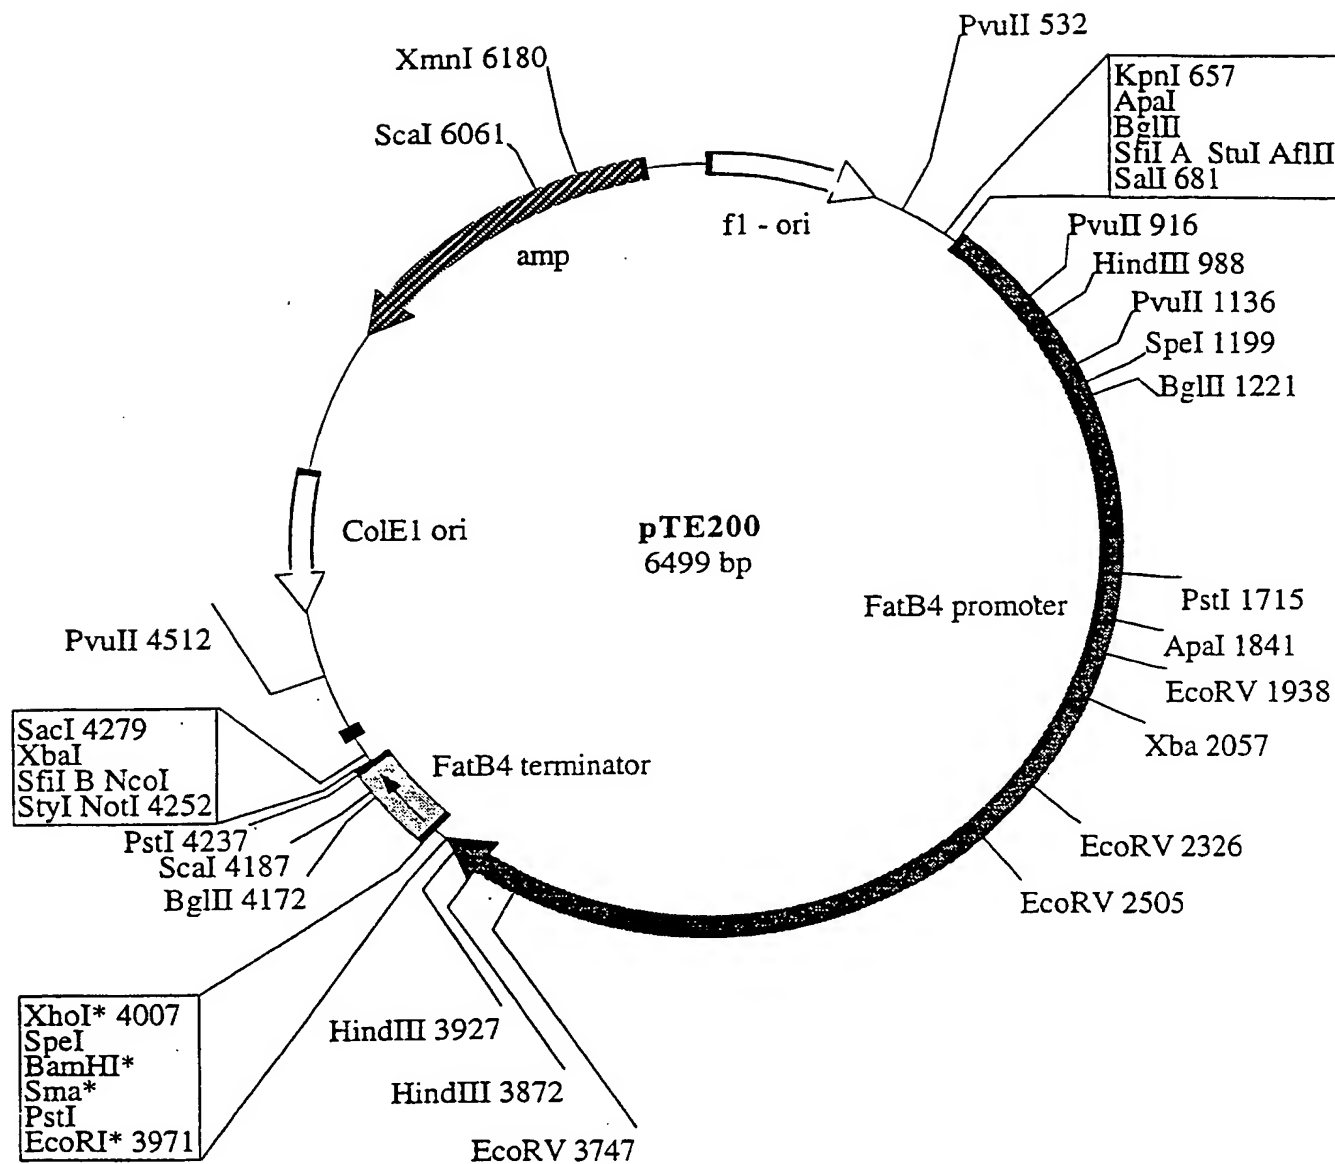 PvuII 532
XmnI 6180
KpnI 657
ApaI
BglII
SfiI A StuI AflII
SalI 681
ScaI 6061
f1 - ori
PvuII 916
amp
HindIII 988
PvuII 1136
SpeI 1199
BglII 1221
ColE1 ori
pTE200
6499 bp
FatB4 promoter
PstI 1715
ApaI 1841
EcoRV 1938
Xba 2057
PvuII 4512
SacI 4279
XbaI
SfiI B NcoI
StyI NotI 4252
FatB4 terminator
PstI 4237
ScaI 4187
BglII 4172
EcoRV 2326
EcoRV 2505
XhoI* 4007
SpeI
BamHI*
Sma*
PstI
EcoRI* 3971
HindIII 3927
HindIII 3872
EcoRV 3747